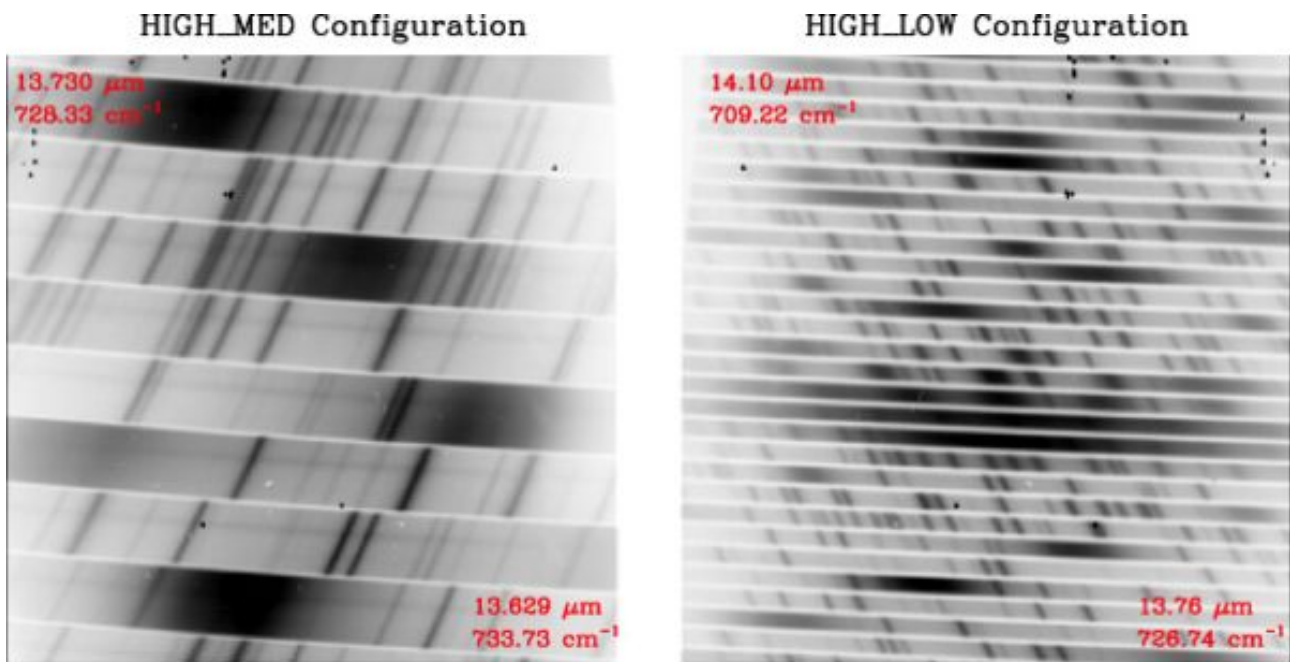 HIGH_MED Configuration
13.730 μm
728.33 cm⁻¹
13.629 μm
733.73 cm⁻¹
HIGH_LOW Configuration
14.10 μm
709.22 cm⁻¹
13.76 μm
726.74 cm⁻¹